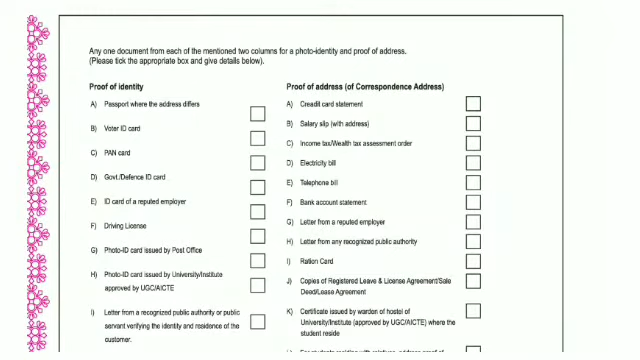 Any one document from each of the mentioned two columns for a photo-identity and proof of address.
(Please tick the appropriate box and give details below).
Proof of identity
A) Passport where the address differs
B) Voter ID card
C) PAN card
D) Govt./Defence ID card
E) ID card of a reputed employer
F) Driving License
G) Photo-ID card issued by Post Office
H) Photo-ID card issued by University/Institute
approved by UGC/AICTE
I) Letter from a recognized public authority or public
servant verifying the identity and residence of the
customer.
Proof of address (of Correspondence Address)
A) Creadit card statement
B) Salary slip (with address)
C) Income tax/Wealth tax assessment order
D) Electricity bill
E) Telephone bill
F) Bank account statement
G) Letter from a reputed employer
H) Letter from any recognized public authority
I) Ration Card
J) Copies of Registered Leave & License Agreement/Sale
Deed/Lease Agreement
K) Certificate issued by warden of hostel of
University/Institute (approved by UGC/AICTE) where the
student reside